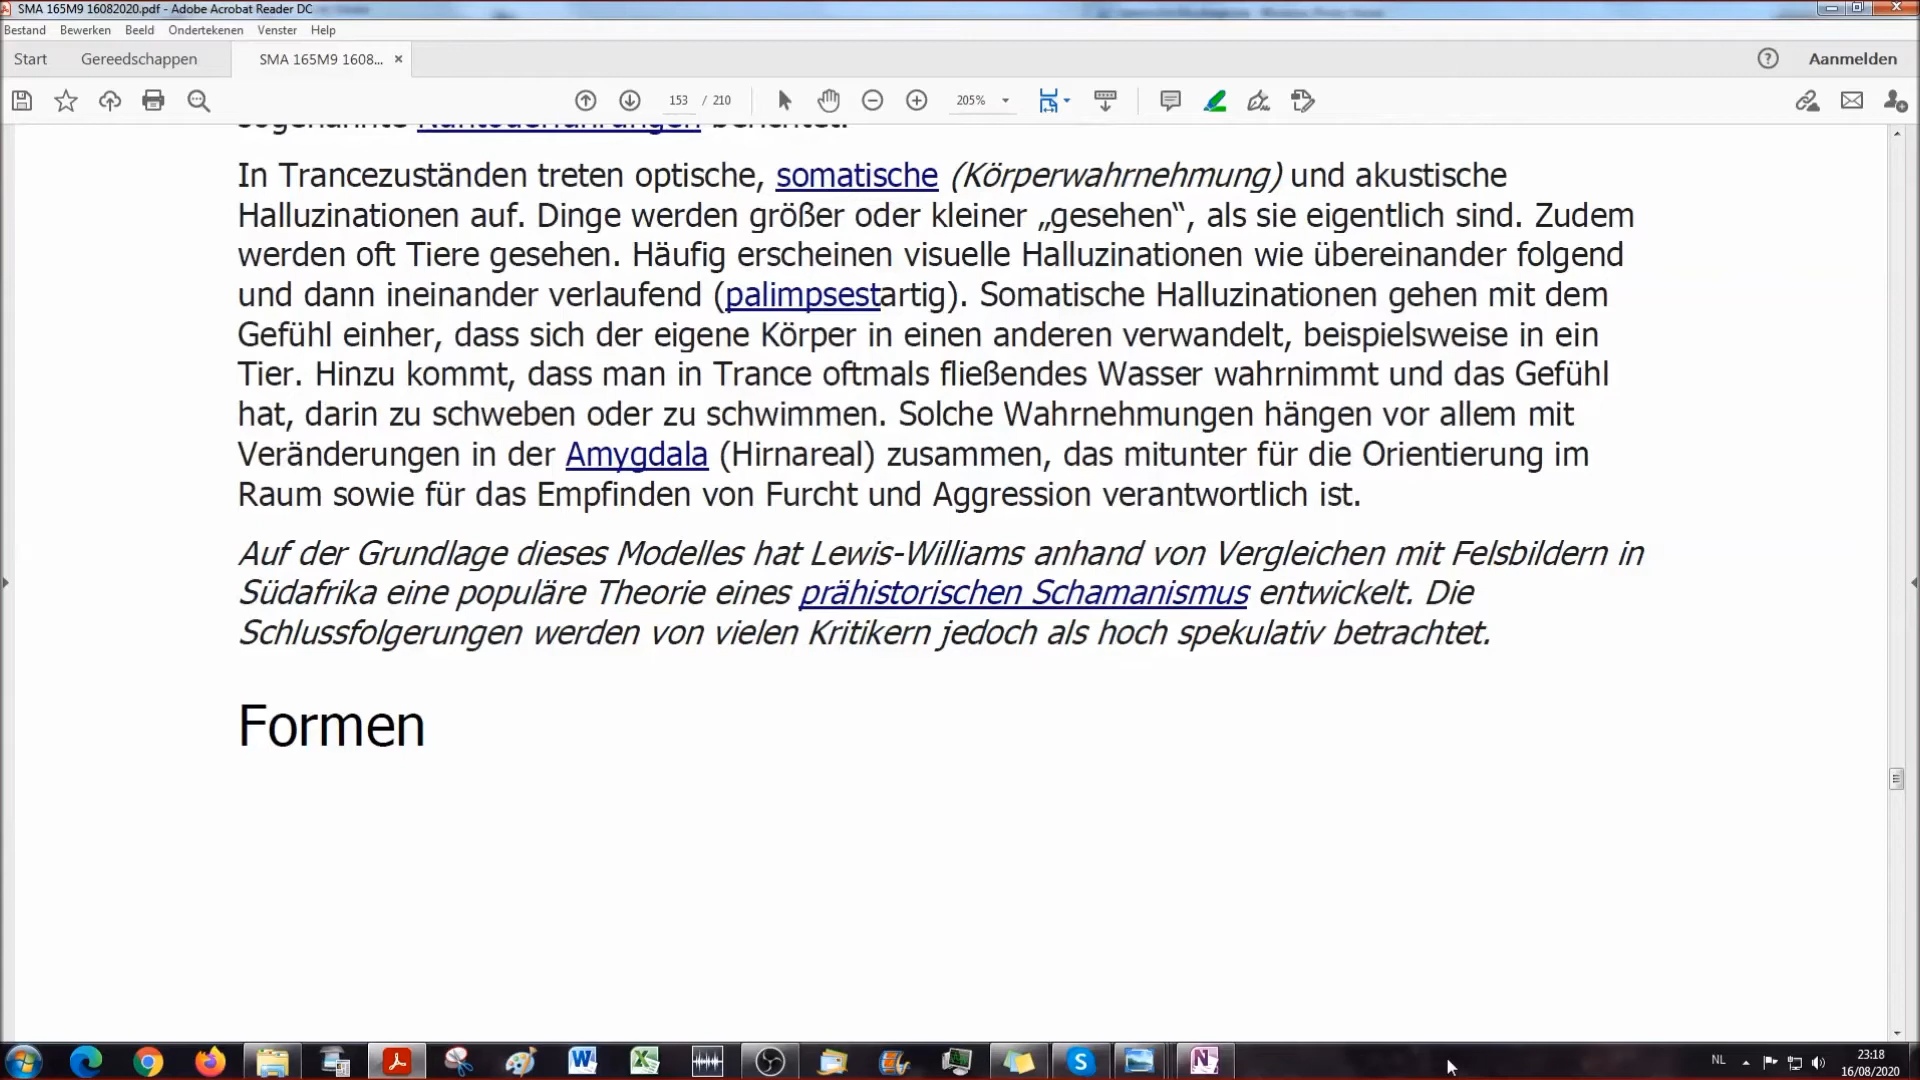 SMA 165M9 16082020.pdf - Adobe Acrobat Reader DC
Bestand Bewerken Beeld Ondertekenen Venster Help
Start Gereedschappen SMA 165M9 1608... × Aanmelden
153 / 210 205%
sogenannte Nahtoderfahrungen berichtet.
In Trancezuständen treten optische, somatische (Körperwahrnehmung) und akustische
Halluzinationen auf. Dinge werden größer oder kleiner „gesehen“, als sie eigentlich sind. Zudem
werden oft Tiere gesehen. Häufig erscheinen visuelle Halluzinationen wie übereinander folgend
und dann ineinander verlaufend (palimpsestartig). Somatische Halluzinationen gehen mit dem
Gefühl einher, dass sich der eigene Körper in einen anderen verwandelt, beispielsweise in ein
Tier. Hinzu kommt, dass man in Trance oftmals fließendes Wasser wahrnimmt und das Gefühl
hat, darin zu schweben oder zu schwimmen. Solche Wahrnehmungen hängen vor allem mit
Veränderungen in der Amygdala (Hirnareal) zusammen, das mitunter für die Orientierung im
Raum sowie für das Empfinden von Furcht und Aggression verantwortlich ist.
Auf der Grundlage dieses Modelles hat Lewis-Williams anhand von Vergleichen mit Felsbildern in
Südafrika eine populäre Theorie eines prähistorischen Schamanismus entwickelt. Die
Schlussfolgerungen werden von vielen Kritikern jedoch als hoch spekulativ betrachtet.
Formen
NL 23:18
16/08/2020